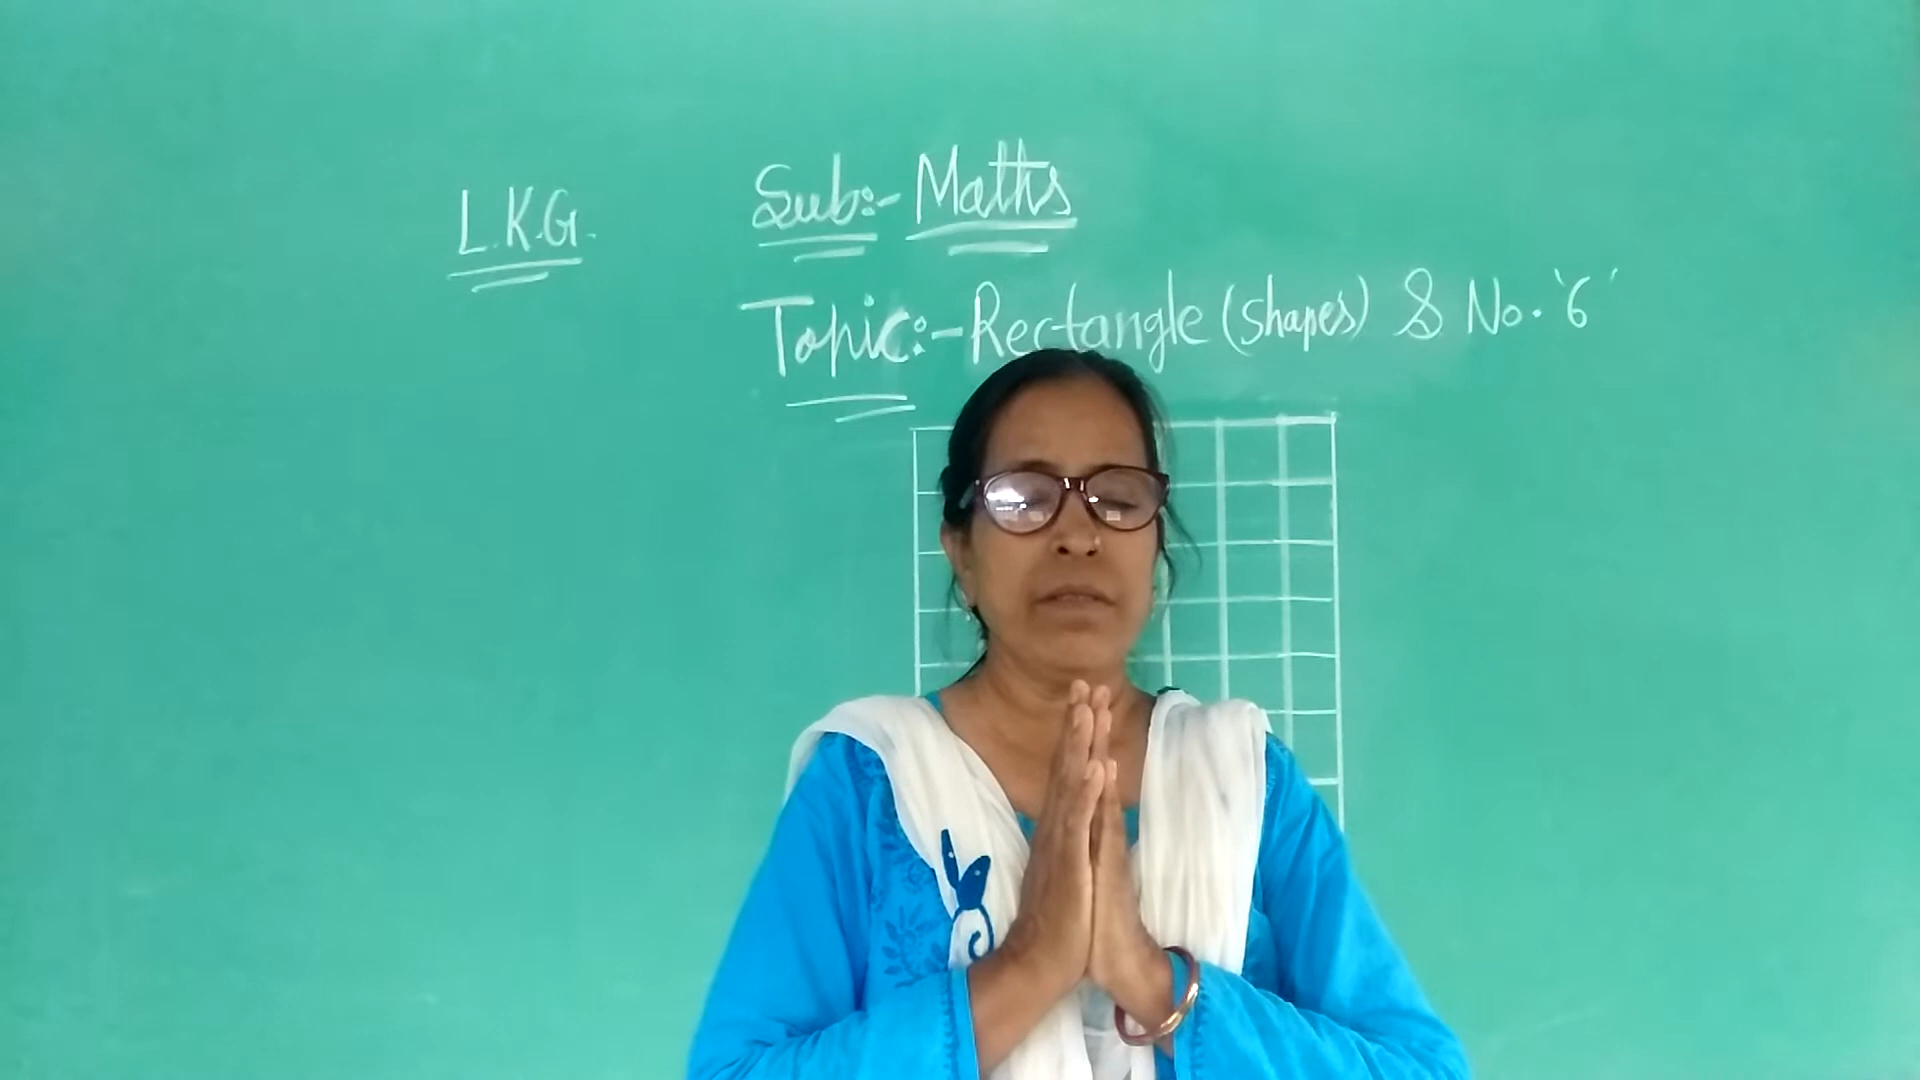 L.K.G.
Sub:- Maths
Topic:- Rectangle (shapes) & No. '6'